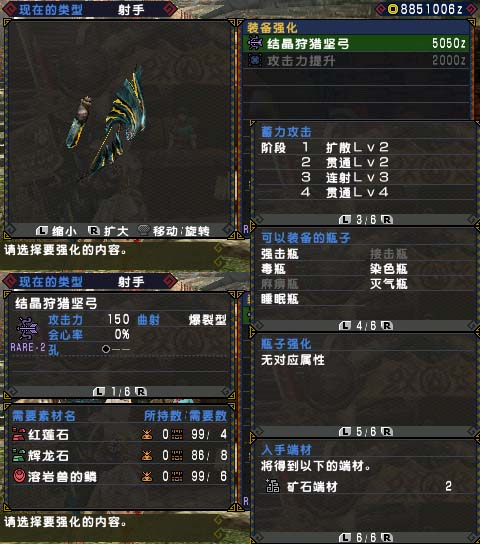 现在的类型 射手
8851006z
装备强化
结晶狩猎坚弓 5050z
攻击力提升 2000z
L 缩小 R 扩大 移动/旋转
请选择要强化的内容。
蓄力攻击
阶段 1 扩散Lv2
2 贯通Lv2
3 连射Lv3
4 贯通Lv4
L 3/6 R
可以装备的瓶子
强击瓶 接击瓶
毒瓶 染色瓶
麻痹瓶 灭气瓶
睡眠瓶
L 4/6 R
现在的类型 射手
结晶狩猎坚弓
攻击力 150 曲射 爆裂型
会心率 0%
RARE-2 孔 ●――
L 1/6 R
需要素材名 所持数/需要数
红莲石 0 99/ 4
辉龙石 0 86/ 8
溶岩兽的鳞 0 99/ 6
请选择要强化的内容。
瓶子强化
无对应属性
L 5/6 R
入手端材
将得到以下的端材。
矿石端材 2
L 6/6 R